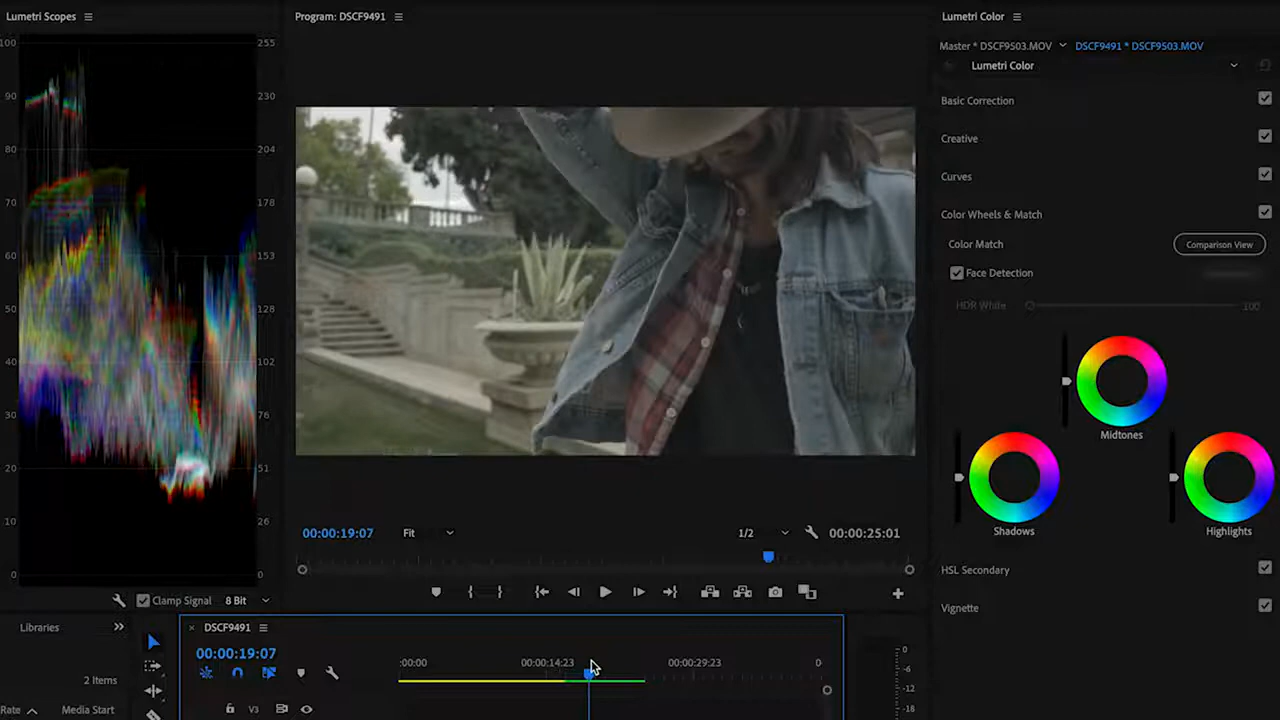 Lumetri Scopes
Program: DSCF9491
Lumetri Color
Master * DSCF9503.MOV
DSCF9491 * DSCF9503.MOV
Lumetri Color
Basic Correction
Creative
Curves
Color Wheels & Match
Color Match
Comparison View
Face Detection
HDR White
100
Midtones
Shadows
Highlights
HSL Secondary
Vignette
100
90
80
70
60
50
40
30
20
10
0
255
230
204
178
153
128
102
76
51
26
0
Clamp Signal
8 Bit
00:00:19:07
Fit
1/2
00:00:25:01
Libraries
2 Items
Rate
Media Start
DSCF9491
00:00:19:07
:00:00
00:00:14:23
00:00:29:23
0
V3
0
-6
-12
-18